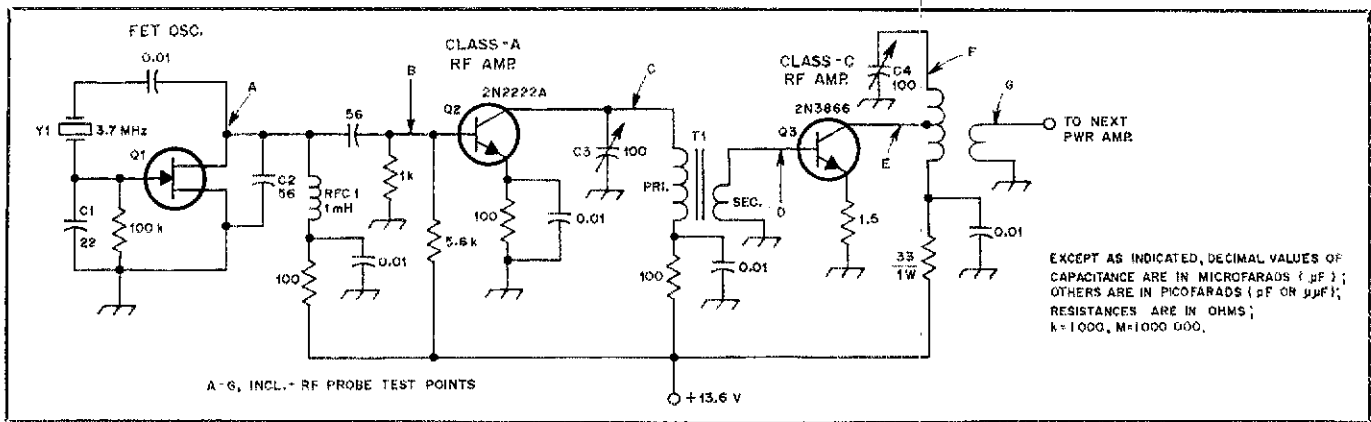 FET OSC.
0.01
A
Y1
3.7 MHz
Q1
C1
22
100 k
C2
56
RFC 1
1 mH
0.01
100
56
B
1k
5.6 k
CLASS-A
RF AMP.
Q2
2N2222A
100
0.01
C
C3
100
T1
PRI.
SEC.
100
0.01
D
CLASS-C
RF AMP.
2N3866
Q3
1.5
C4
100
E
F
G
TO NEXT
PWR AMP.
0.01
33
1W
+13.6 V
A-G, INCL.- RF PROBE TEST POINTS
EXCEPT AS INDICATED, DECIMAL VALUES OF
CAPACITANCE ARE IN MICROFARADS (µF);
OTHERS ARE IN PICOFARADS (pF OR µµF);
RESISTANCES ARE IN OHMS;
k=1000, M=1000 000.